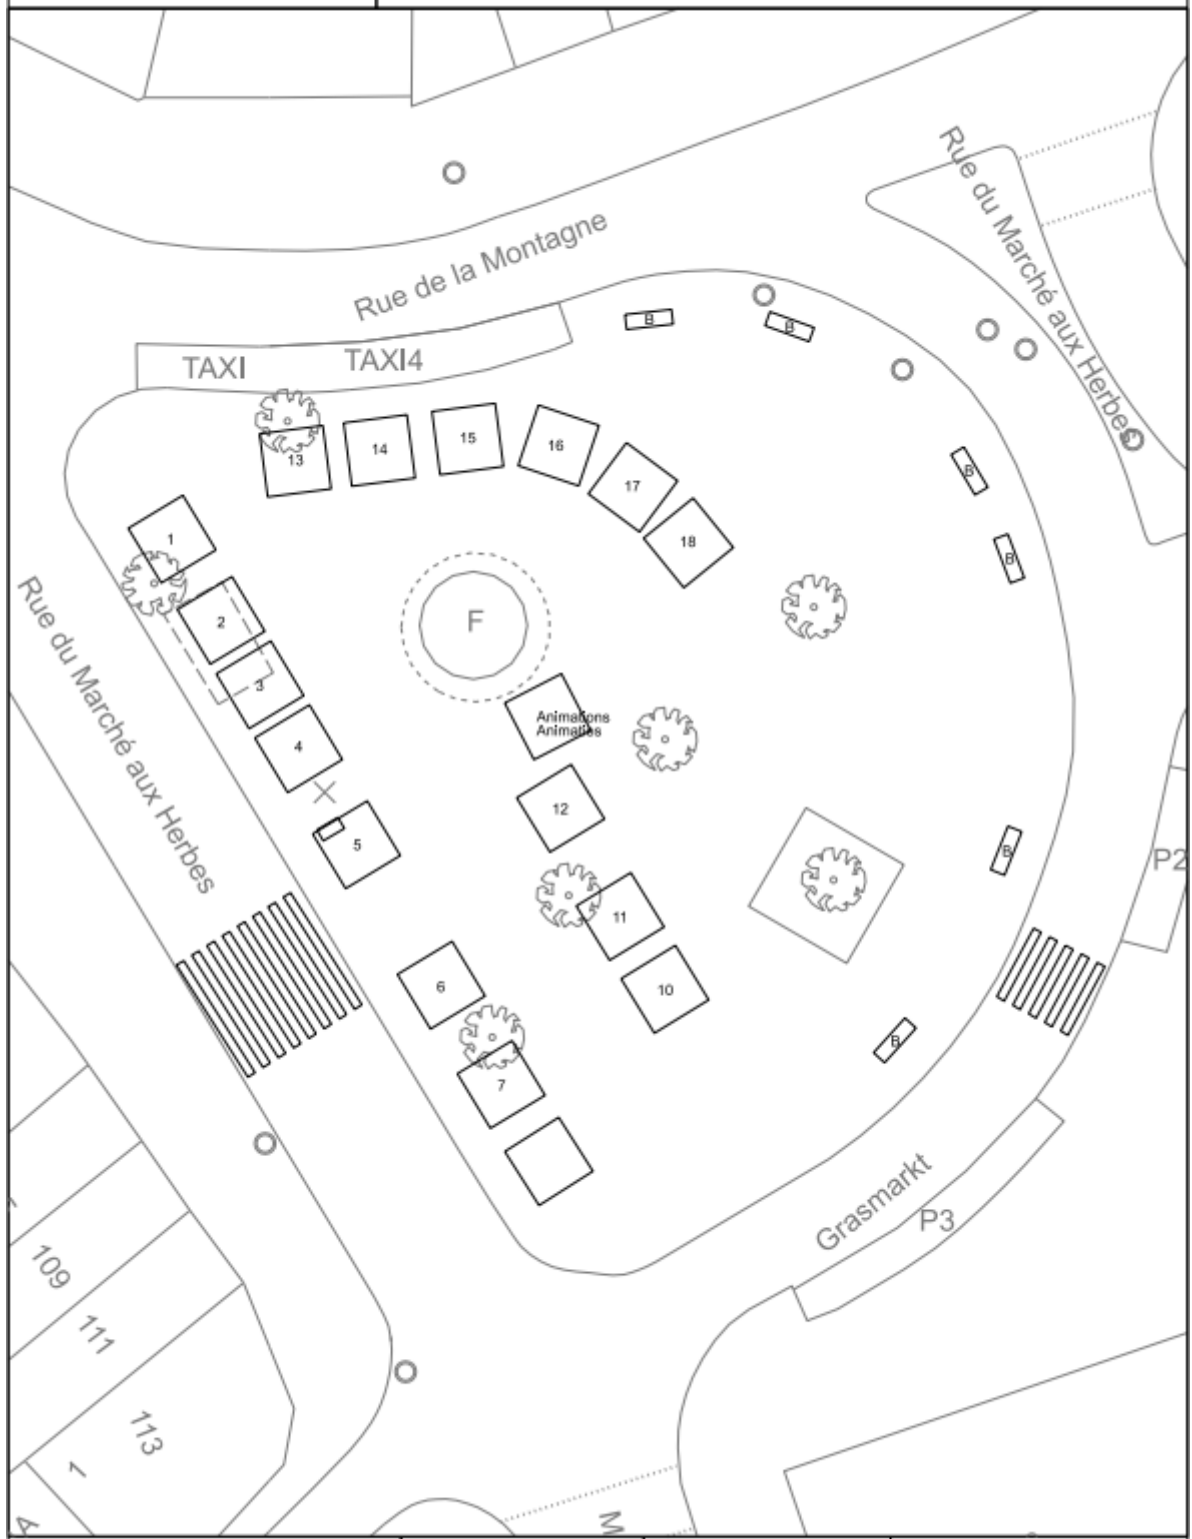 Rue du Marché aux Herbes
Rue de la Montagne
B
B
TAXI
TAXI4
13
14
15
16
17
18
B
B
1
2
3
4
5
F
Animations
Animaties
12
11
10
6
7
B
B
P2
Rue du Marché aux Herbes
Grasmarkt
P3
109
111
113
1
A
M